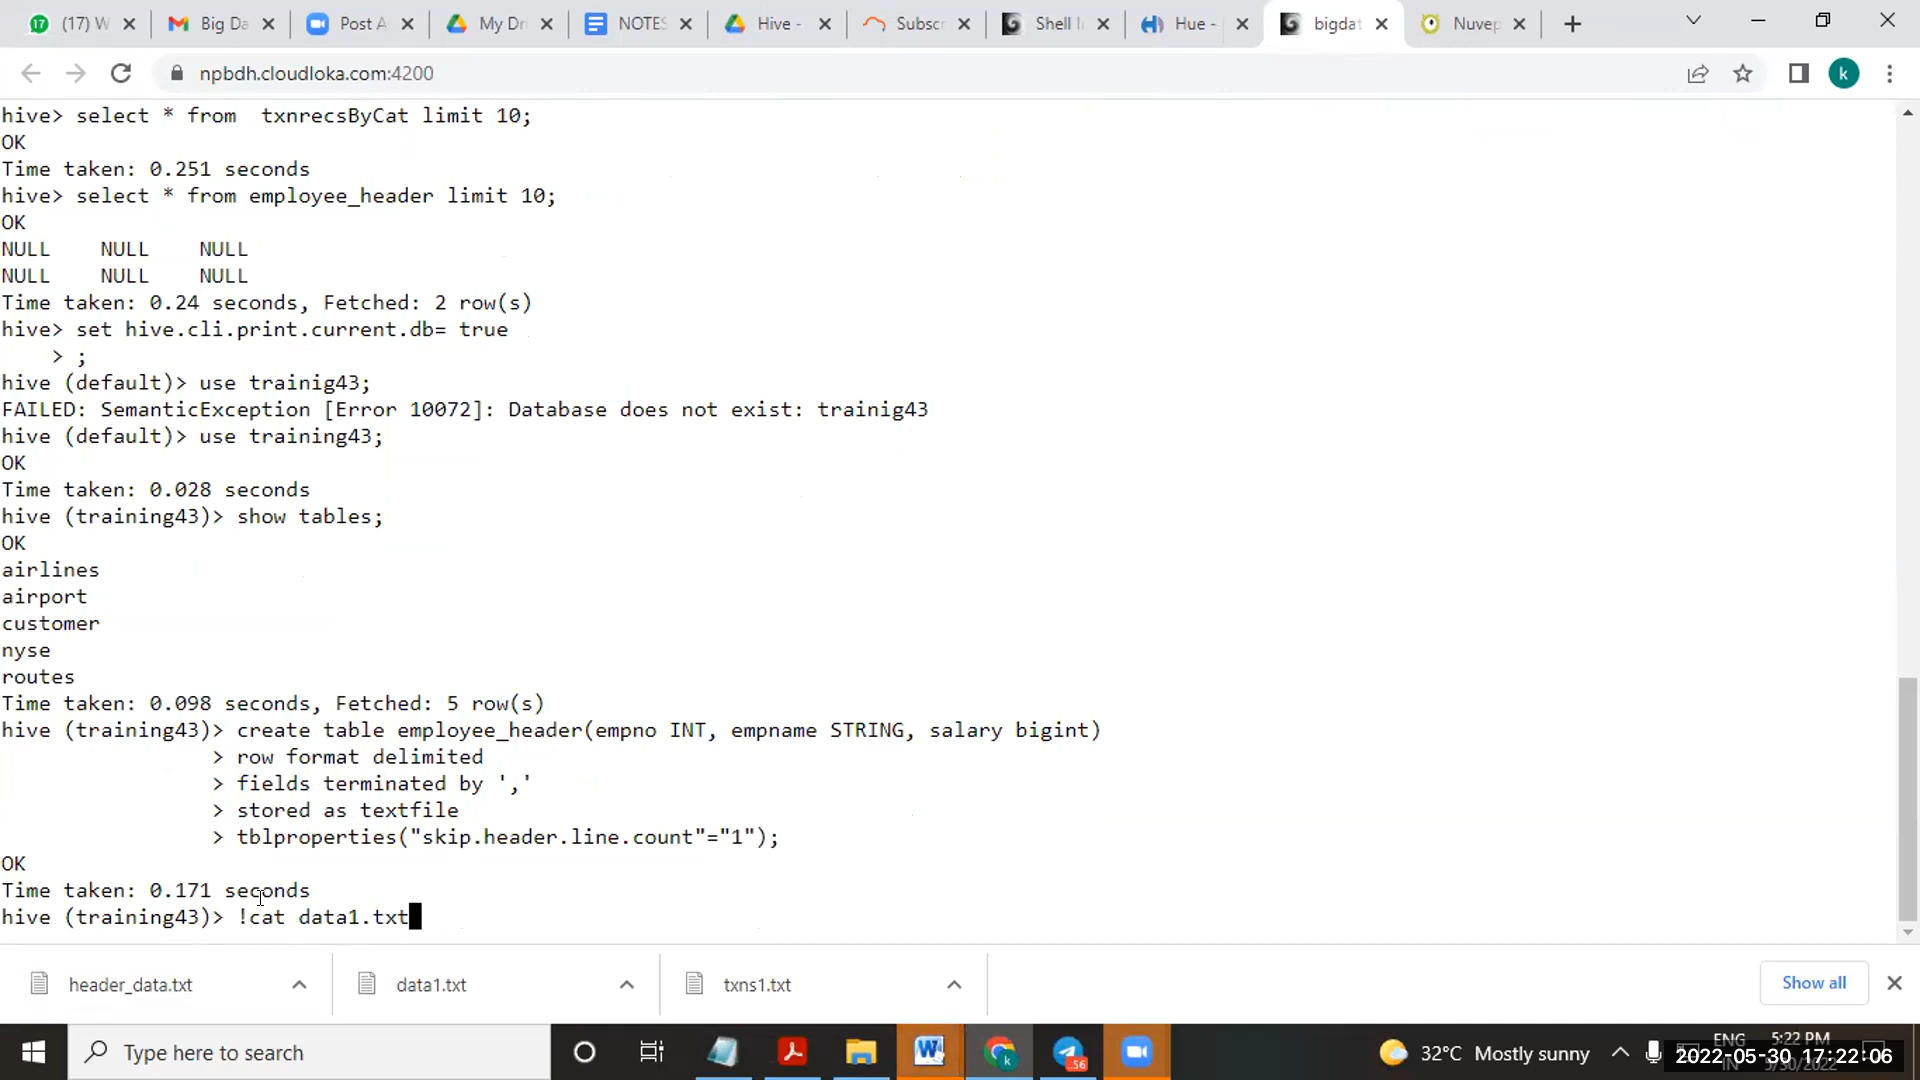 (17) W
Big Da
Post A
My Dri
NOTES
Hive -
Subscr
Shell I
Hue -
bigdat
Nuvep
npbdh.cloudloka.com:4200
k
hive> select * from  txnrecsByCat limit 10;
OK
Time taken: 0.251 seconds
hive> select * from employee_header limit 10;
OK
NULL    NULL    NULL
NULL    NULL    NULL
Time taken: 0.24 seconds, Fetched: 2 row(s)
hive> set hive.cli.print.current.db= true
    > ;
hive (default)> use trainig43;
FAILED: SemanticException [Error 10072]: Database does not exist: trainig43
hive (default)> use training43;
OK
Time taken: 0.028 seconds
hive (training43)> show tables;
OK
airlines
airport
customer
nyse
routes
Time taken: 0.098 seconds, Fetched: 5 row(s)
hive (training43)> create table employee_header(empno INT, empname STRING, salary bigint)
                 > row format delimited
                 > fields terminated by ','
                 > stored as textfile
                 > tblproperties("skip.header.line.count"="1");
OK
Time taken: 0.171 seconds
hive (training43)> !cat data1.txt
header_data.txt
data1.txt
txns1.txt
Show all
Type here to search
56
32°C Mostly sunny
ENG
IN
5:22 PM
5/30/2022
2022-05-30 17:22:06